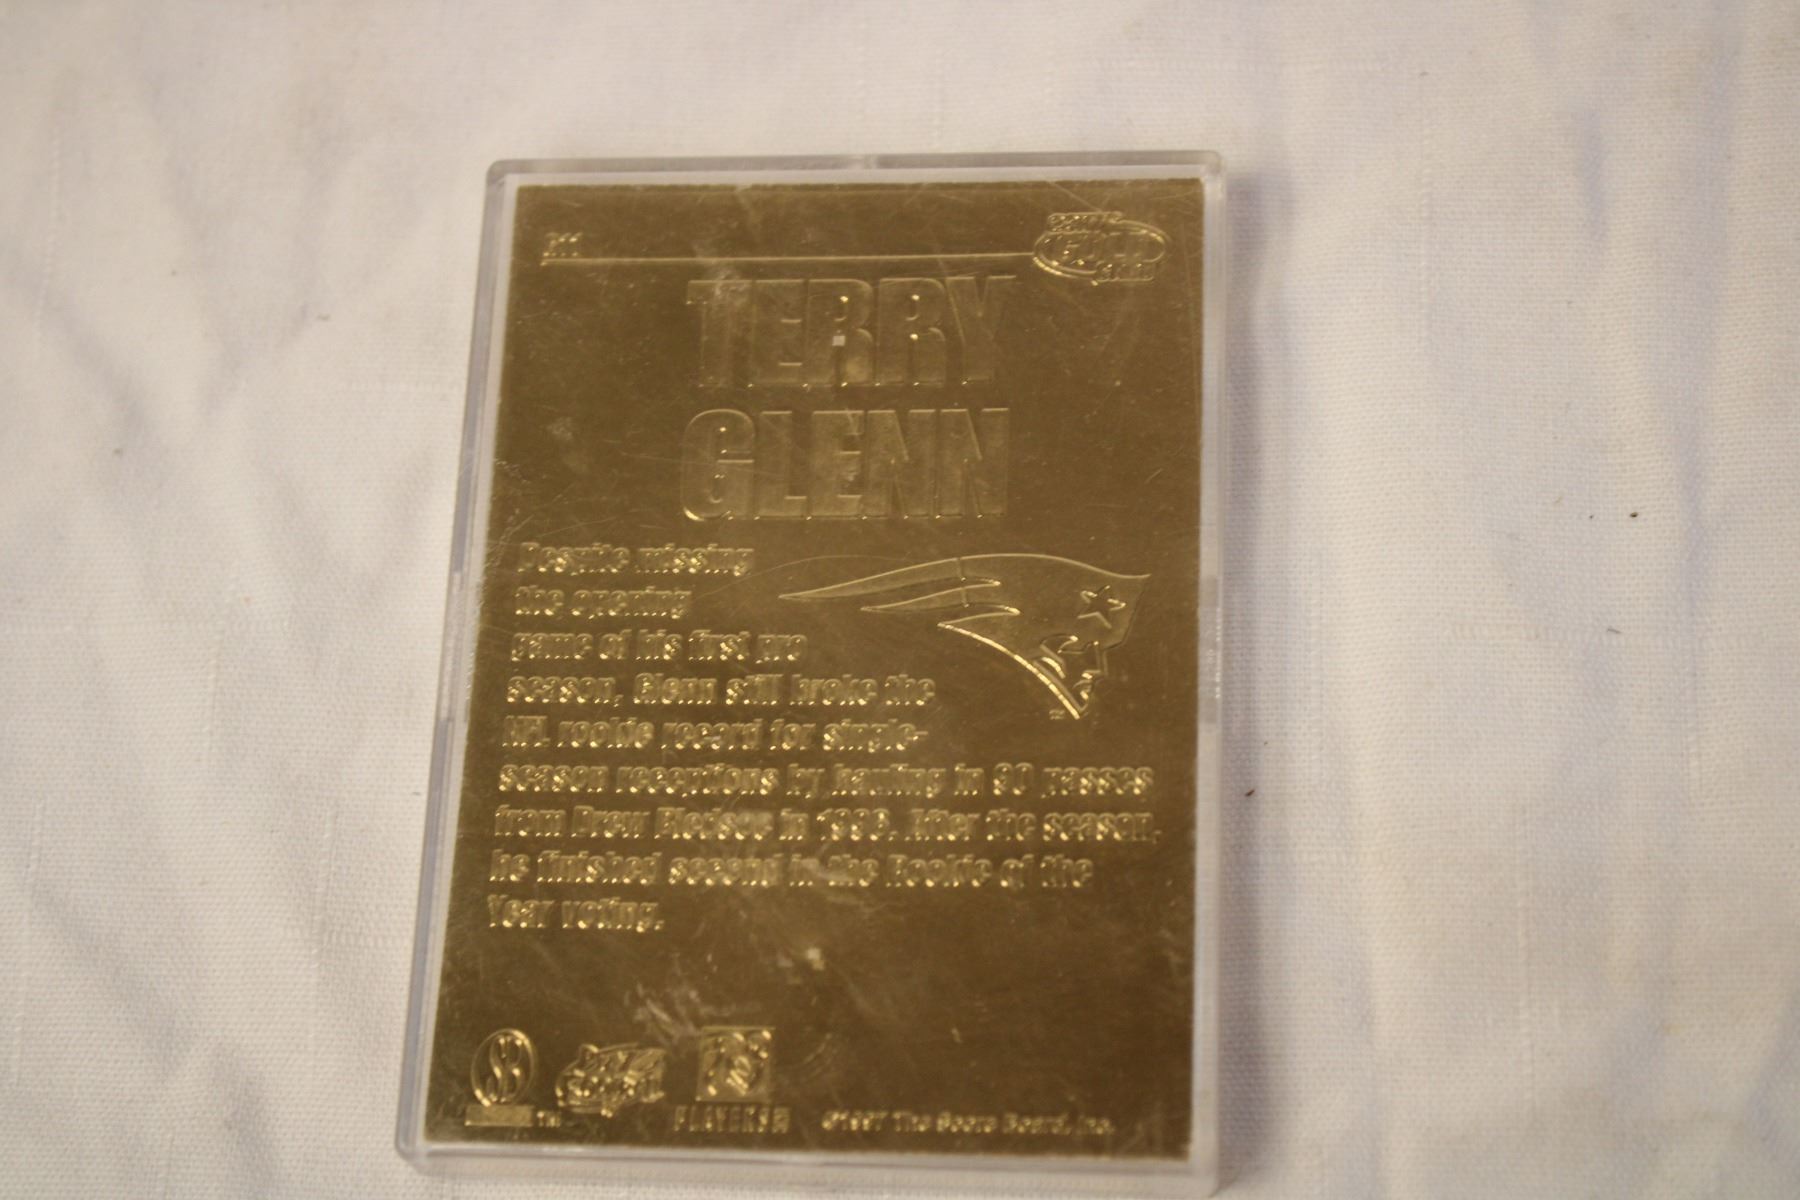 TERRY
GLENN
Despite missing
the opening
game of his first pro
season, Glenn still broke the
NFL rookie record for single-
season receptions by hauling in 90 passes
from Drew Bledsoe in 1996. After the season,
he finished second in the Rookie of the
Year voting.
TM
PLAYERS
©1997 The Score Board, Inc.